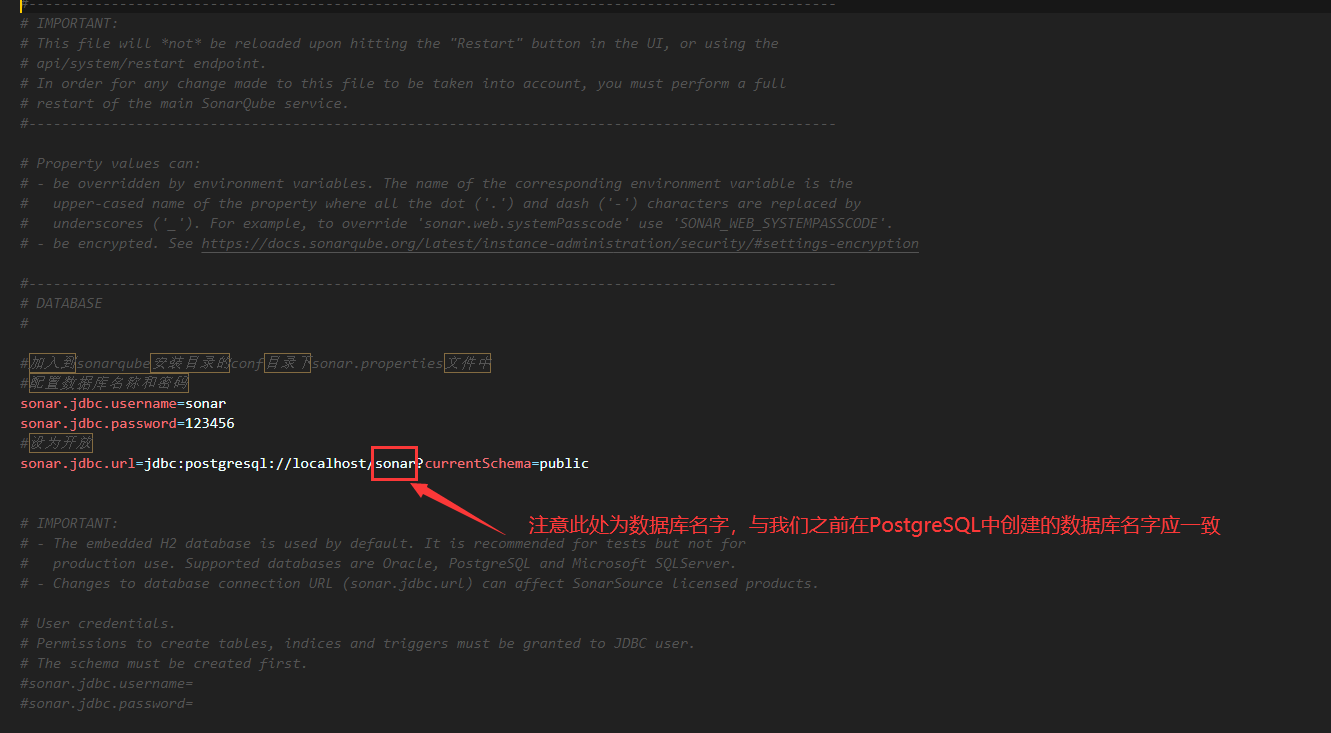 #--------------------------------------------------------------------------------------------------
# IMPORTANT:
# This file will *not* be reloaded upon hitting the "Restart" button in the UI, or using the
# api/system/restart endpoint.
# In order for any change made to this file to be taken into account, you must perform a full
# restart of the main SonarQube service.
#--------------------------------------------------------------------------------------------------
# Property values can:
# - be overridden by environment variables. The name of the corresponding environment variable is the
#   upper-cased name of the property where all the dot ('.') and dash ('-') characters are replaced by
#   underscores ('_'). For example, to override 'sonar.web.systemPasscode' use 'SONAR_WEB_SYSTEMPASSCODE'.
# - be encrypted. See https://docs.sonarqube.org/latest/instance-administration/security/#settings-encryption
#--------------------------------------------------------------------------------------------------
# DATABASE
#
#加入到sonarqube安装目录的conf目录下sonar.properties文件中
#配置数据库名称和密码
sonar.jdbc.username=sonar
sonar.jdbc.password=123456
#设为开放
sonar.jdbc.url=jdbc:postgresql://localhost/sonar?currentSchema=public
注意此处为数据库名字，与我们之前在PostgreSQL中创建的数据库名字应一致
# IMPORTANT:
# - The embedded H2 database is used by default. It is recommended for tests but not for
#   production use. Supported databases are Oracle, PostgreSQL and Microsoft SQLServer.
# - Changes to database connection URL (sonar.jdbc.url) can affect SonarSource licensed products.
# User credentials.
# Permissions to create tables, indices and triggers must be granted to JDBC user.
# The schema must be created first.
#sonar.jdbc.username=
#sonar.jdbc.password=